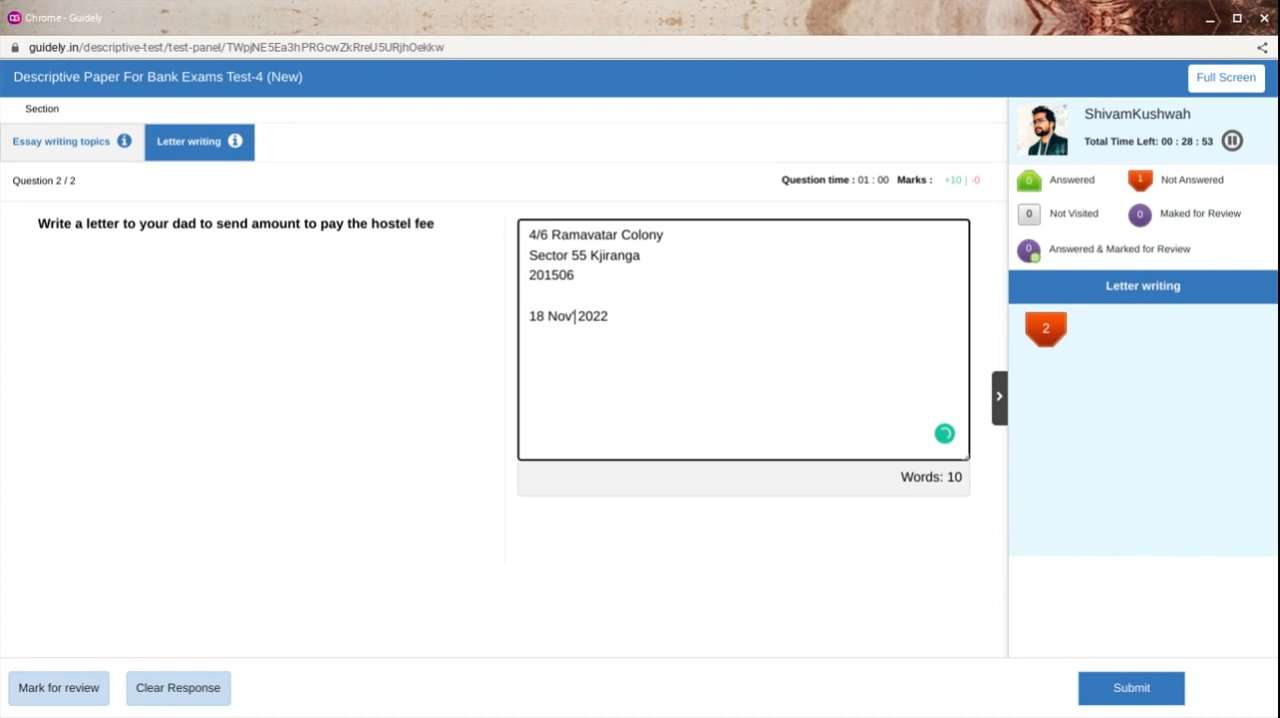 Chrome - Guidely
guidely.in/descriptive-test/test-panel/TWpjNE5Ea3hPRGcwZkRreU5URjhOekkw
Descriptive Paper For Bank Exams Test-4 (New)
Full Screen
Section
Essay writing topics
Letter writing
Question 2 / 2
Question time : 01 : 00 Marks : +10 | -0
Write a letter to your dad to send amount to pay the hostel fee
4/6 Ramavatar Colony
Sector 55 Kjiranga
201506
18 Nov' 2022
Words: 10
ShivamKushwah
Total Time Left: 00 : 28 : 53
0 Answered
1 Not Answered
0 Not Visited
0 Maked for Review
0 Answered & Marked for Review
Letter writing
2
Mark for review
Clear Response
Submit